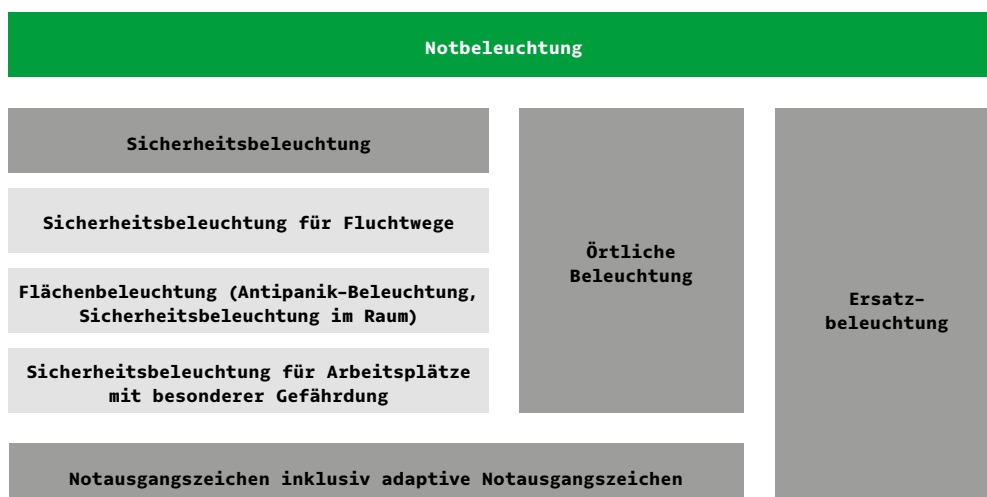 Notbeleuchtung
Sicherheitsbeleuchtung
Sicherheitsbeleuchtung für Fluchtwege
Flächenbeleuchtung (Antipanik-Beleuchtung,
Sicherheitsbeleuchtung im Raum)
Sicherheitsbeleuchtung für Arbeitsplätze
mit besonderer Gefährdung
Örtliche
Beleuchtung
Ersatz-
beleuchtung
Notausgangszeichen inklusiv adaptive Notausgangszeichen